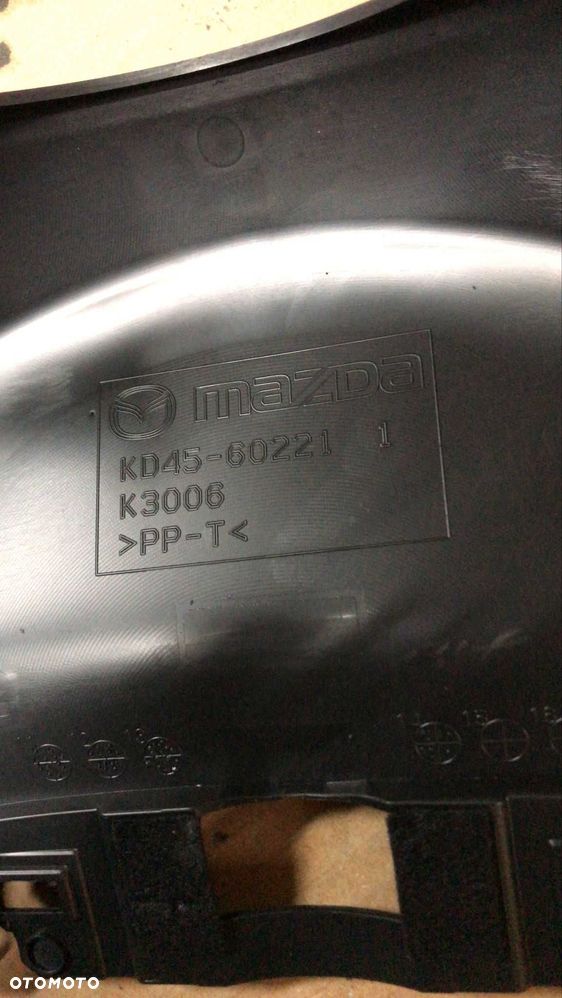 mazda
KD45-60221 1
K3006
>PP-T<
OTOMOTO